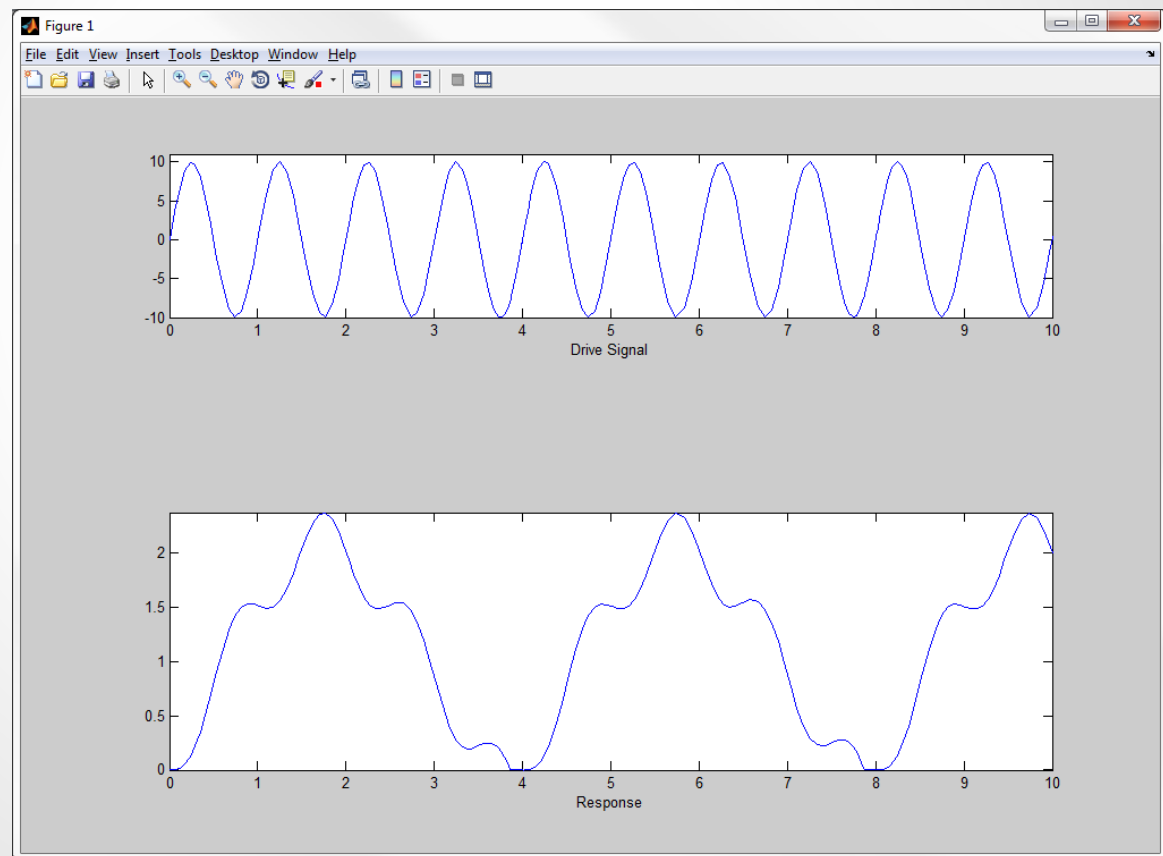 Figure 1
File Edit View Insert Tools Desktop Window Help
10
5
0
-5
-10
0 1 2 3 4 5 6 7 8 9 10
Drive Signal
2
1.5
1
0.5
0
0 1 2 3 4 5 6 7 8 9 10
Response